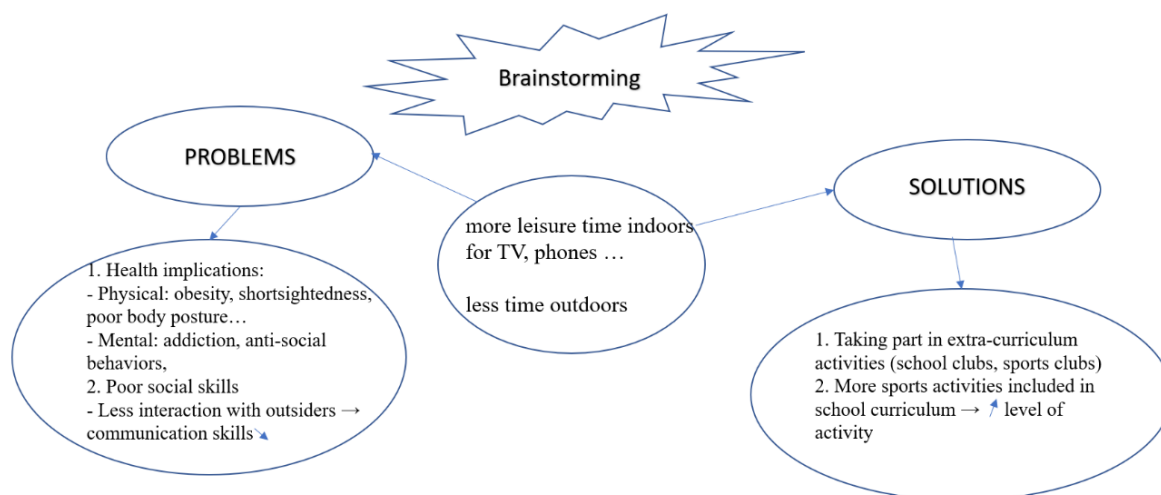 Brainstorming
PROBLEMS
SOLUTIONS
more leisure time indoors
for TV, phones …
less time outdoors
1. Health implications:
- Physical: obesity, shortsightedness,
poor body posture…
- Mental: addiction, anti-social
behaviors,
2. Poor social skills
- Less interaction with outsiders →
communication skills
1. Taking part in extra-curriculum
activities (school clubs, sports clubs)
2. More sports activities included in
school curriculum → level of
activity